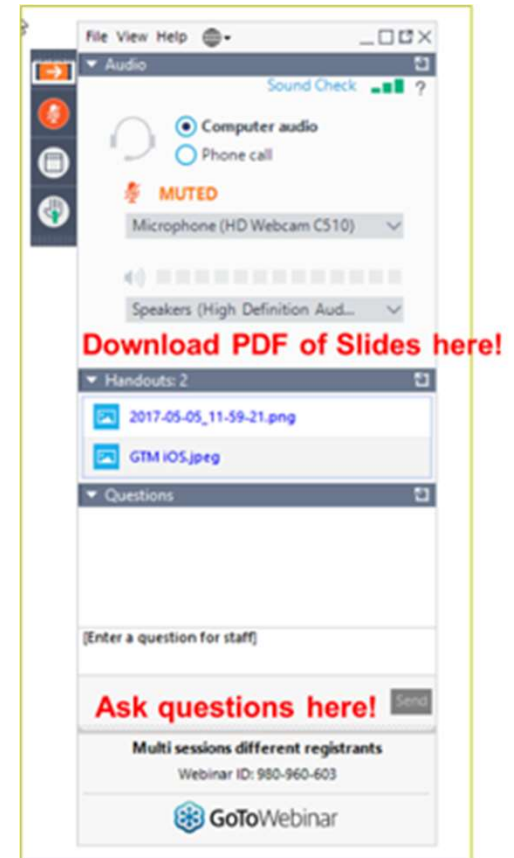 File View Help
Audio
Sound Check ?
Computer audio
Phone call
MUTED
Microphone (HD Webcam C510)
Speakers (High Definition Aud...
Download PDF of Slides here!
Handouts: 2
2017-05-05_11-59-21.png
GTM iOS.jpeg
Questions
[Enter a question for staff]
Ask questions here! Send
Multi sessions different registrants
Webinar ID: 980-960-603
GoToWebinar